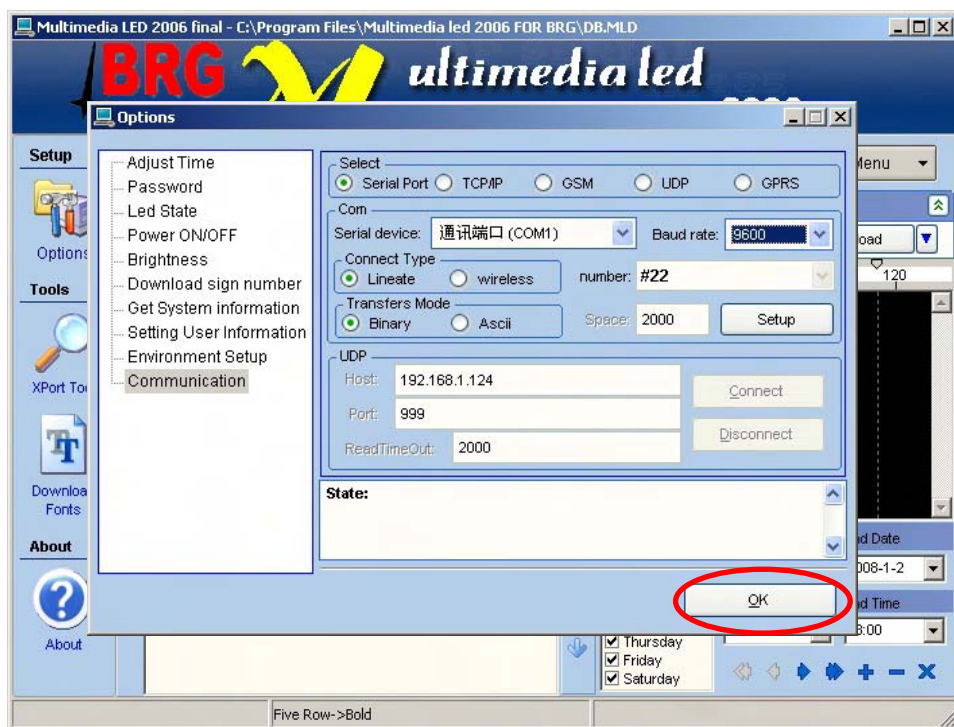 Multimedia LED 2006 final - C:\Program Files\Multimedia led 2006 FOR BRG\DB.MLD
BRG Multimedia led
Options
Setup
Options
Tools
XPort
Download
Fonts
About
About
Adjust Time
Password
Led State
Power ON/OFF
Brightness
Download sign number
Get System information
Setting User Information
Environment Setup
Communication
Select
Serial Port TCP/IP GSM UDP GPRS
Com
Serial device: 通讯端口 (COM1) Baud rate: 9600
Connect Type
Lineate wireless number: #22
Transfers Mode
Binary Ascii Space: 2000 Setup
UDP
Host: 192.168.1.124 Connect
Port: 999
Disconnect
ReadTimeOut: 2000
State:
OK
Menu
oad
120
nd Date
008-1-2
nd Time
:00
Thursday
Friday
Saturday
Five Row->Bold